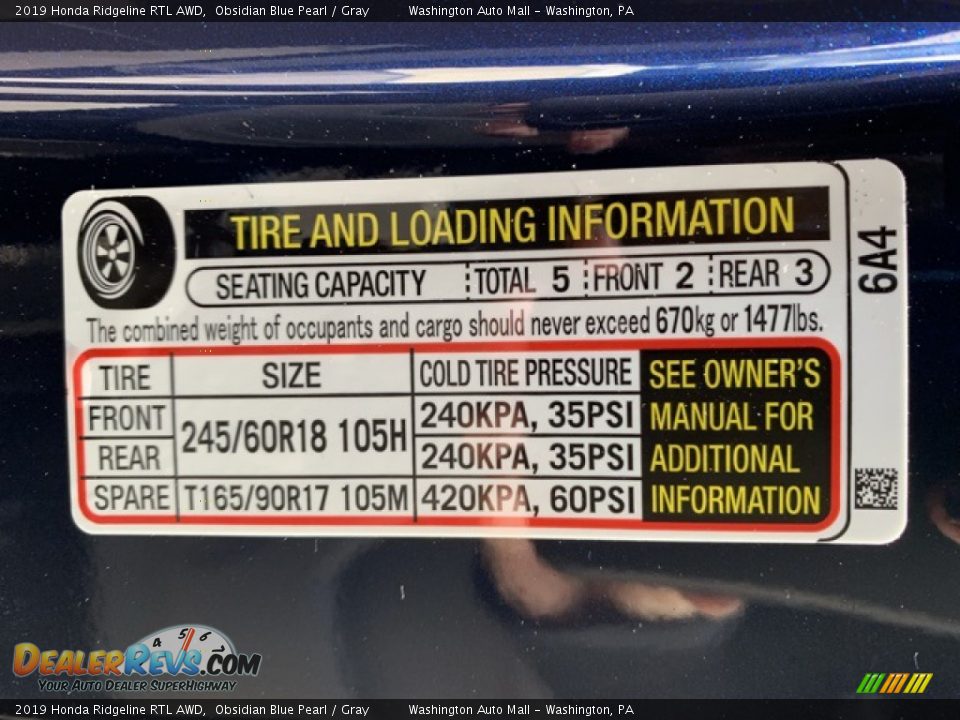 2019 Honda Ridgeline RTL AWD, Obsidian Blue Pearl / Gray Washington Auto Mall - Washington, PA
TIRE AND LOADING INFORMATION
SEATING CAPACITY TOTAL 5 FRONT 2 REAR 3
The combined weight of occupants and cargo should never exceed 670kg or 1477lbs.
6A4
TIRE SIZE COLD TIRE PRESSURE
FRONT 245/60R18 105H 240KPA, 35PSI
REAR 240KPA, 35PSI
SPARE T165/90R17 105M 420KPA, 60PSI
SEE OWNER'S
MANUAL FOR
ADDITIONAL
INFORMATION
4 5 6
DEALERREVS.COM
YOUR AUTO DEALER SUPERHIGHWAY
2019 Honda Ridgeline RTL AWD, Obsidian Blue Pearl / Gray Washington Auto Mall - Washington, PA